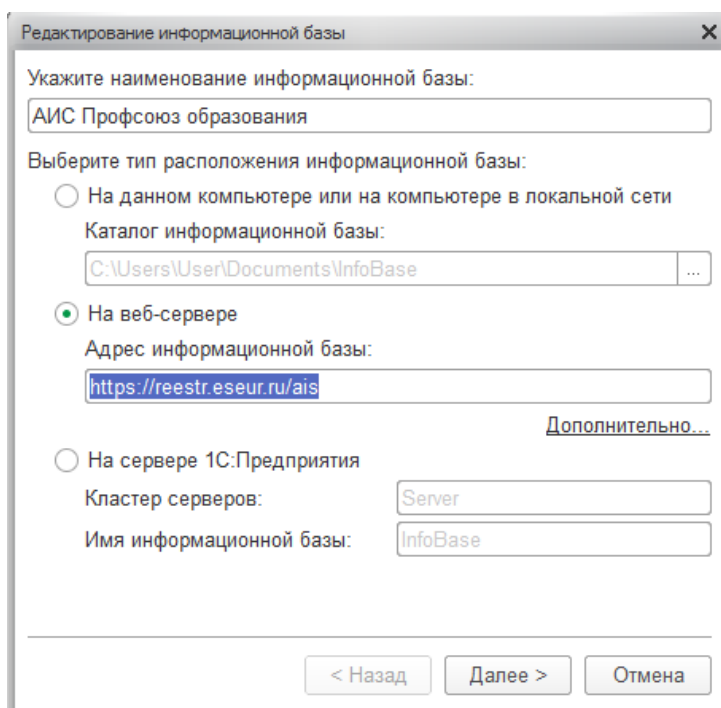 Редактирование информационной базы
Укажите наименование информационной базы:
АИС Профсоюз образования
Выберите тип расположения информационной базы:
На данном компьютере или на компьютере в локальной сети
Каталог информационной базы:
C:\Users\User\Documents\InfoBase ...
На веб-сервере
Адрес информационной базы:
https://reestr.eseur.ru/ais
Дополнительно...
На сервере 1С:Предприятия
Кластер серверов: Server
Имя информационной базы: InfoBase
< Назад Далее > Отмена